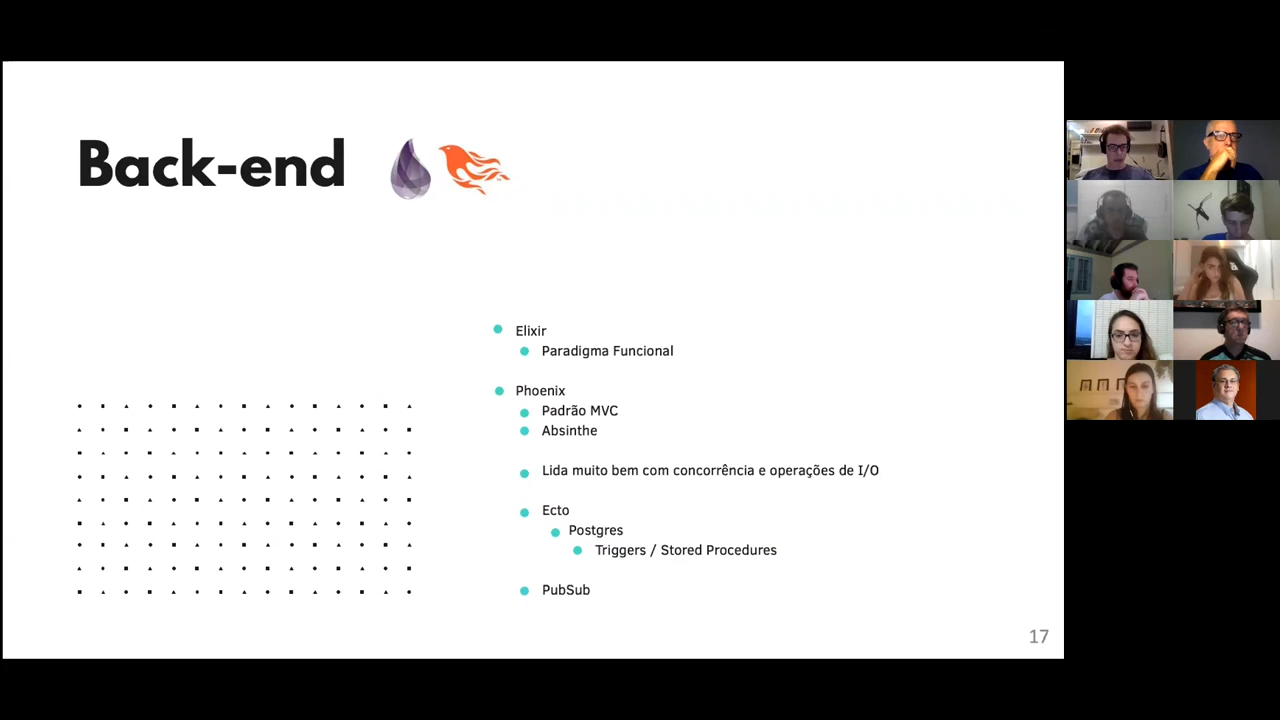 Back-end
Elixir
Paradigma Funcional
Phoenix
Padrão MVC
Absinthe
Lida muito bem com concorrência e operações de I/O
Ecto
Postgres
Triggers / Stored Procedures
PubSub
17